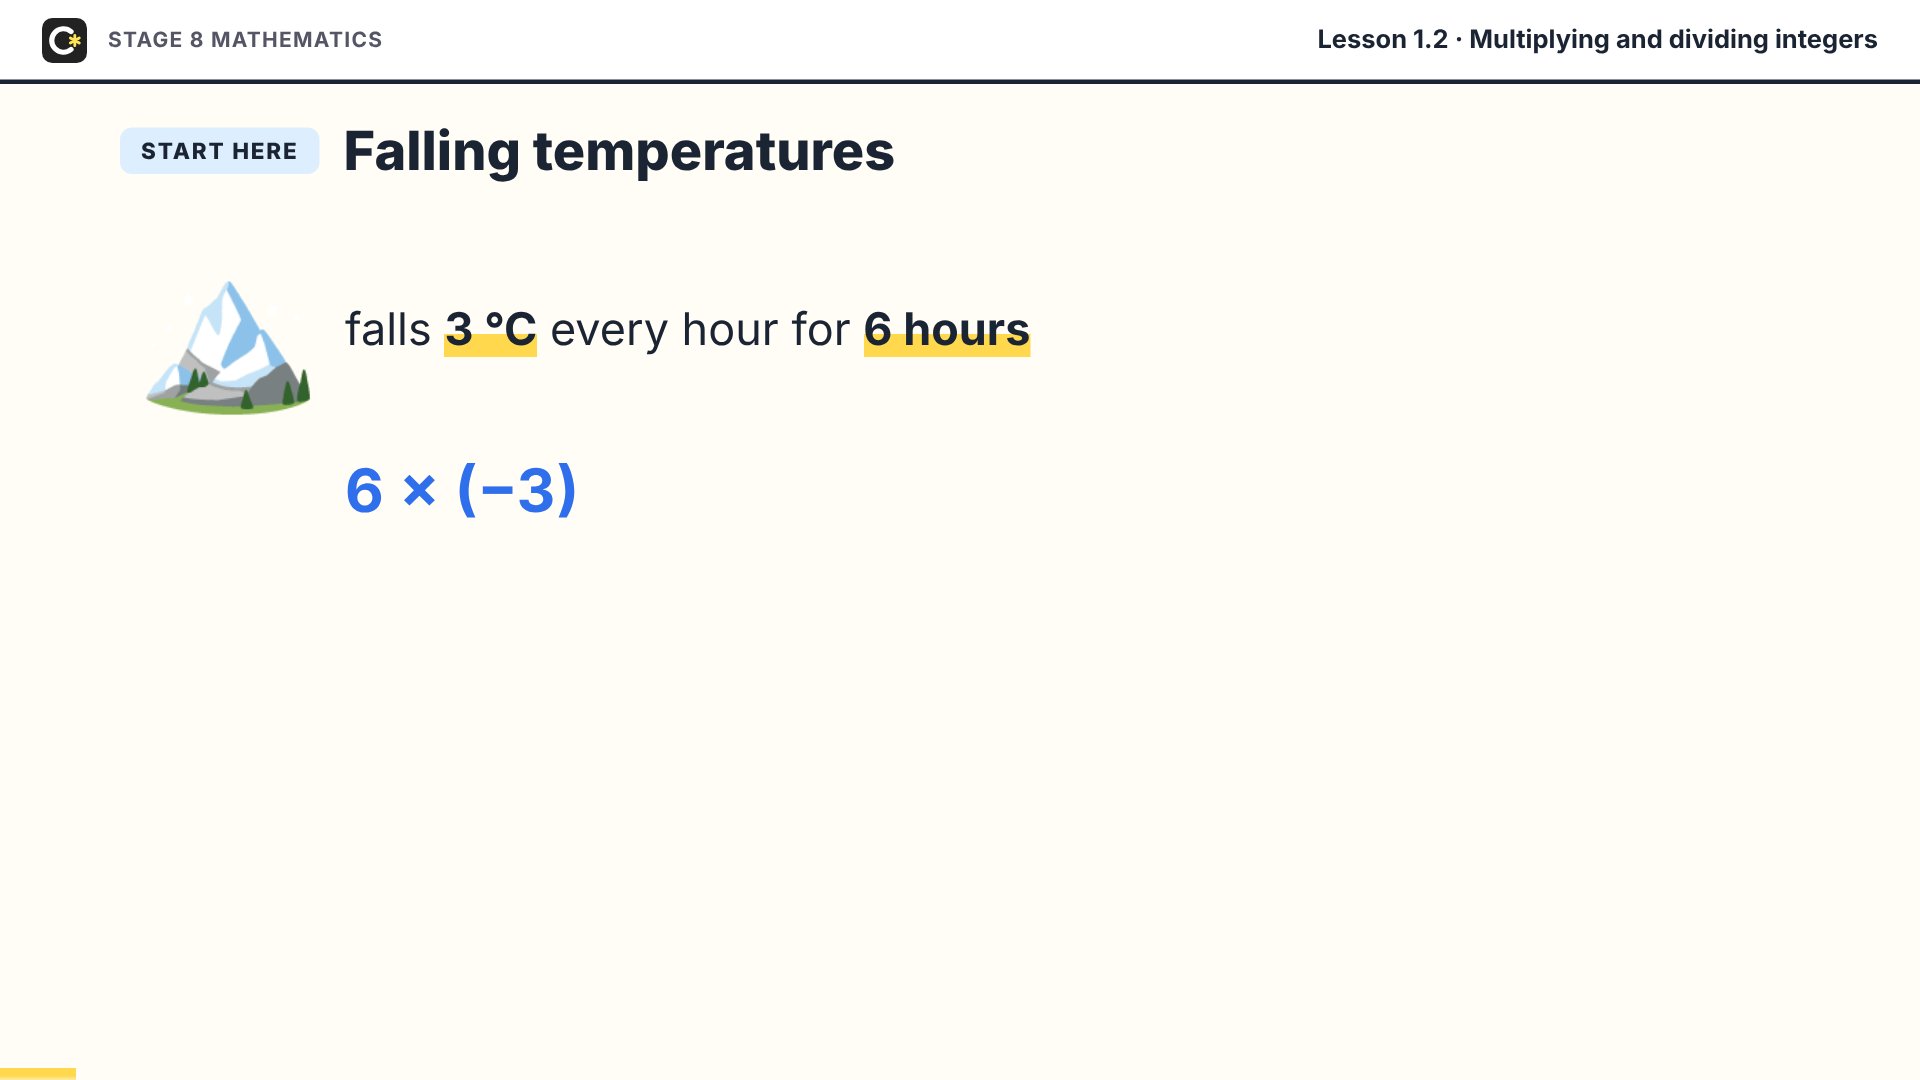 STAGE 8 MATHEMATICS
Lesson 1.2 · Multiplying and dividing integers
START HERE
Falling temperatures
falls 3 °C every hour for 6 hours
6 × (−3)